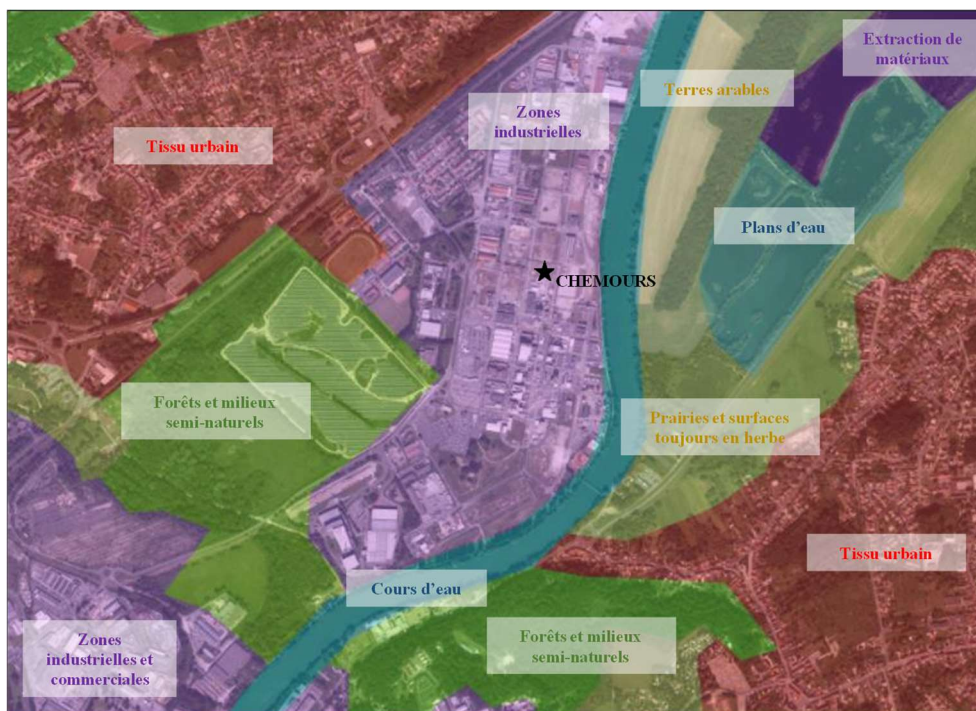 Extraction de
matériaux
Terres arables
Zones
industrielles
Tissu urbain
Plans d'eau
CHEMOURS
Forêts et milieux
semi-naturels
Prairies et surfaces
toujours en herbe
Tissu urbain
Cours d'eau
Zones
industrielles et
commerciales
Forêts et milieux
semi-naturels